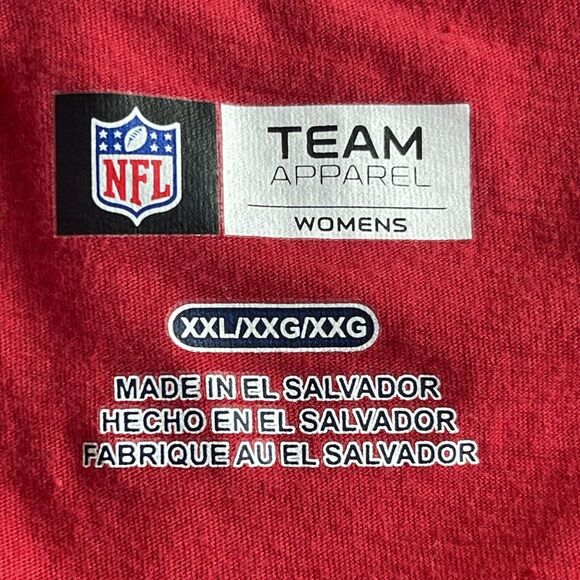 NFL
TEAM
APPAREL
WOMENS
XXL/XXG/XXG
MADE IN EL SALVADOR
HECHO EN EL SALVADOR
FABRIQUE AU EL SALVADOR